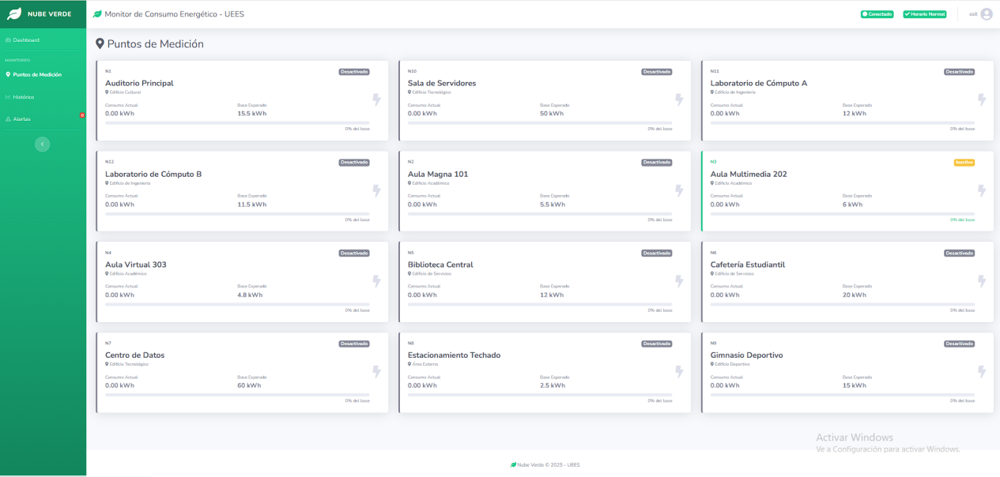 NUBE VERDE
Monitor de Consumo Energético - UEES
Conectado
Horario Normal
exit
Dashboard
MONITOREO
Puntos de Medición
Histórico
Alertas
0
Puntos de Medición
N1
Desactivado
Auditorio Principal
Edificio Cultural
Consumo Actual
Base Esperado
0.00 kWh
15.5 kWh
0% del base
N10
Desactivado
Sala de Servidores
Edificio Tecnológico
Consumo Actual
Base Esperado
0.00 kWh
50 kWh
0% del base
N11
Desactivado
Laboratorio de Cómputo A
Edificio de Ingeniería
Consumo Actual
Base Esperado
0.00 kWh
12 kWh
0% del base
N12
Desactivado
Laboratorio de Cómputo B
Edificio de Ingeniería
Consumo Actual
Base Esperado
0.00 kWh
11.5 kWh
0% del base
N2
Desactivado
Aula Magna 101
Edificio Académico
Consumo Actual
Base Esperado
0.00 kWh
5.5 kWh
0% del base
N3
Inactivo
Aula Multimedia 202
Edificio Académico
Consumo Actual
Base Esperado
0.00 kWh
6 kWh
0% del base
N4
Desactivado
Aula Virtual 303
Edificio Académico
Consumo Actual
Base Esperado
0.00 kWh
4.8 kWh
0% del base
N5
Desactivado
Biblioteca Central
Edificio de Servicios
Consumo Actual
Base Esperado
0.00 kWh
12 kWh
0% del base
N6
Desactivado
Cafetería Estudiantil
Edificio de Servicios
Consumo Actual
Base Esperado
0.00 kWh
20 kWh
0% del base
N7
Desactivado
Centro de Datos
Edificio Tecnológico
Consumo Actual
Base Esperado
0.00 kWh
60 kWh
0% del base
N8
Desactivado
Estacionamiento Techado
Área Externa
Consumo Actual
Base Esperado
0.00 kWh
2.5 kWh
0% del base
N9
Desactivado
Gimnasio Deportivo
Edificio Deportivo
Consumo Actual
Base Esperado
0.00 kWh
15 kWh
0% del base
Activar Windows
Ve a Configuración para activar Windows.
Nube Verde © 2025 - UEES